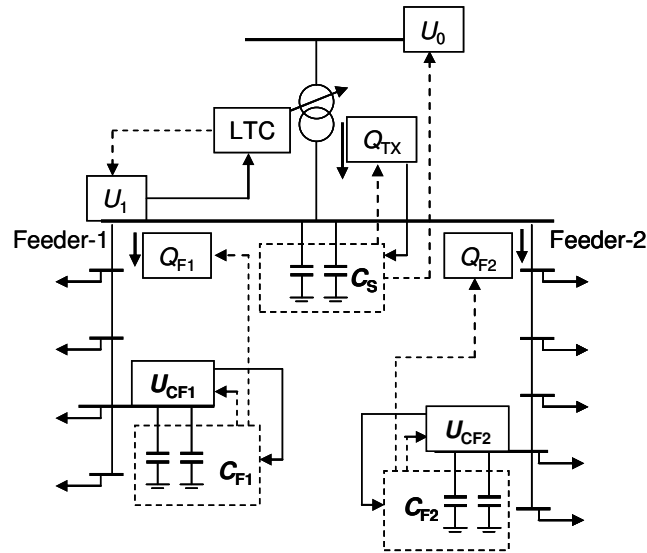 U0
LTC
QTX
U1
Feeder-1
QF1
CS
QF2
Feeder-2
UCF1
CF1
UCF2
CF2